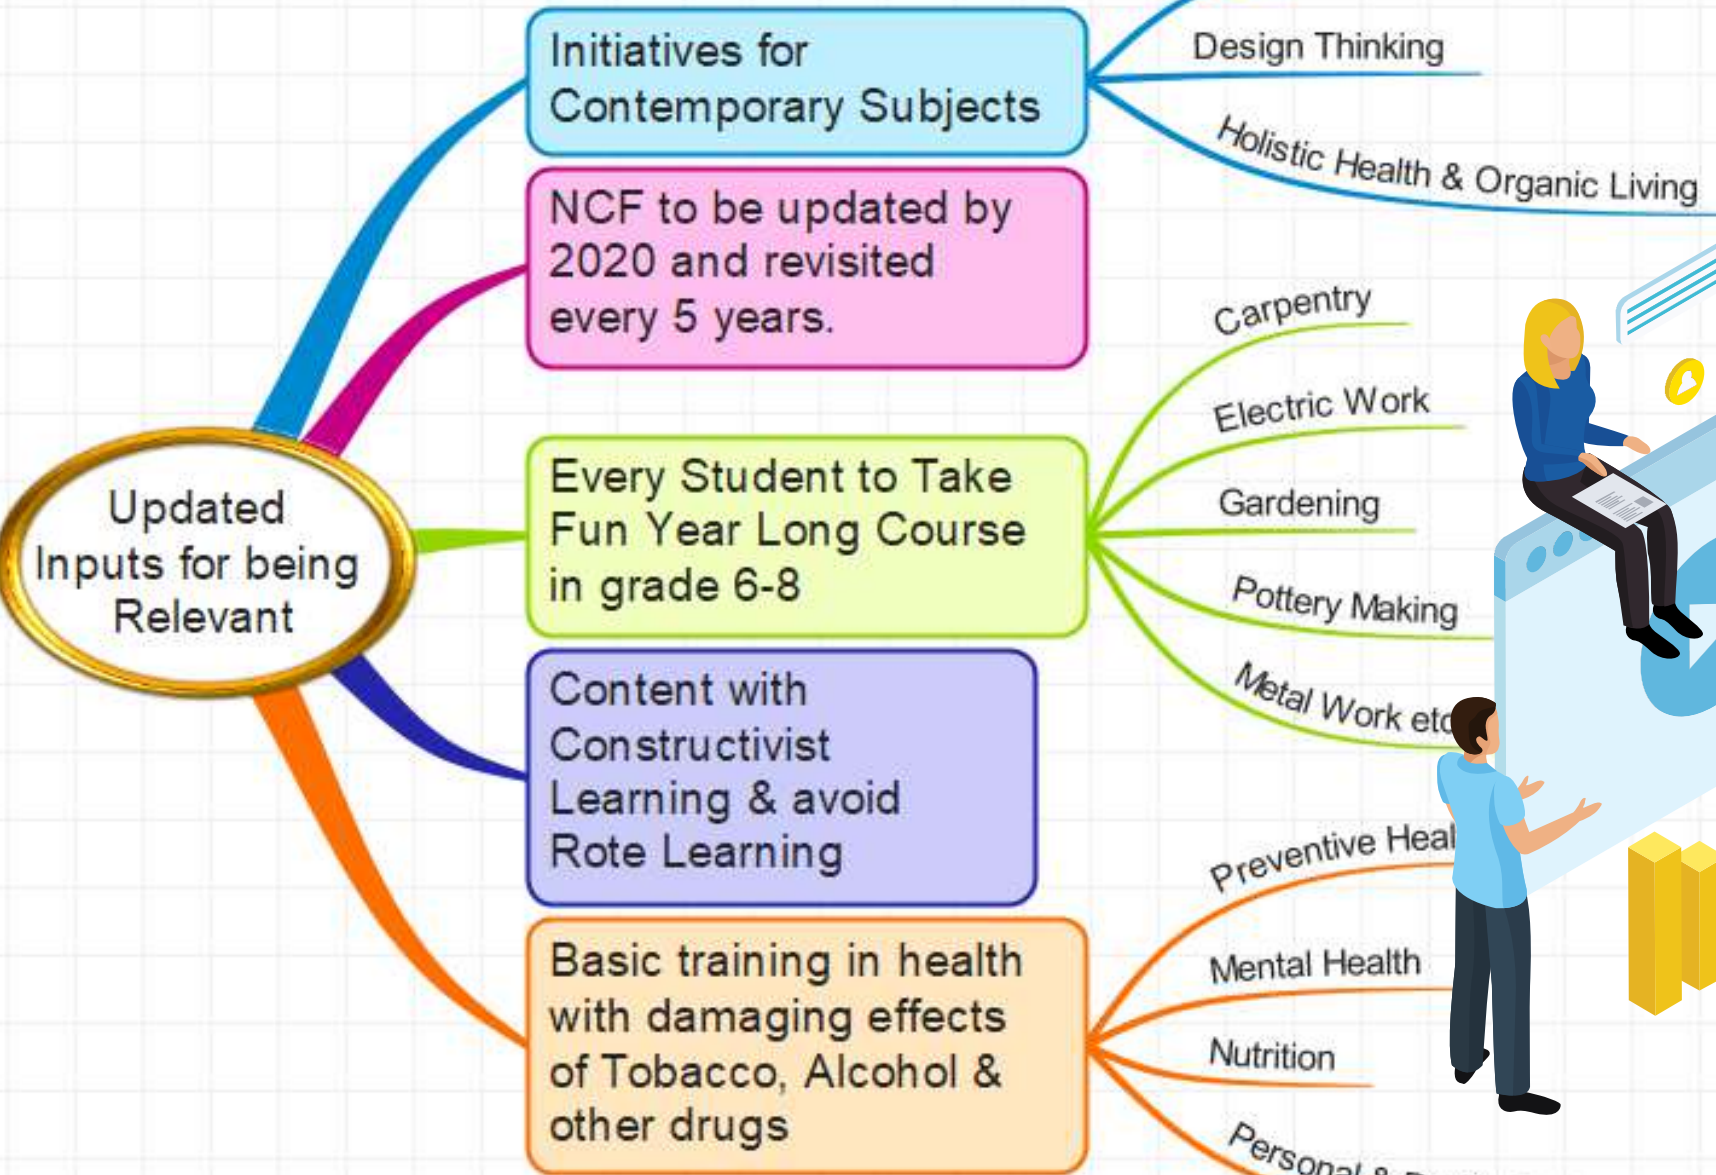 Updated
Inputs for being
Relevant
Initiatives for
Contemporary Subjects
Design Thinking
Holistic Health & Organic Living
NCF to be updated by
2020 and revisited
every 5 years.
Every Student to Take
Fun Year Long Course
in grade 6-8
Carpentry
Electric Work
Gardening
Pottery Making
Metal Work etc
Content with
Constructivist
Learning & avoid
Rote Learning
Basic training in health
with damaging effects
of Tobacco, Alcohol &
other drugs
Preventive Heal
Mental Health
Nutrition
Personal &